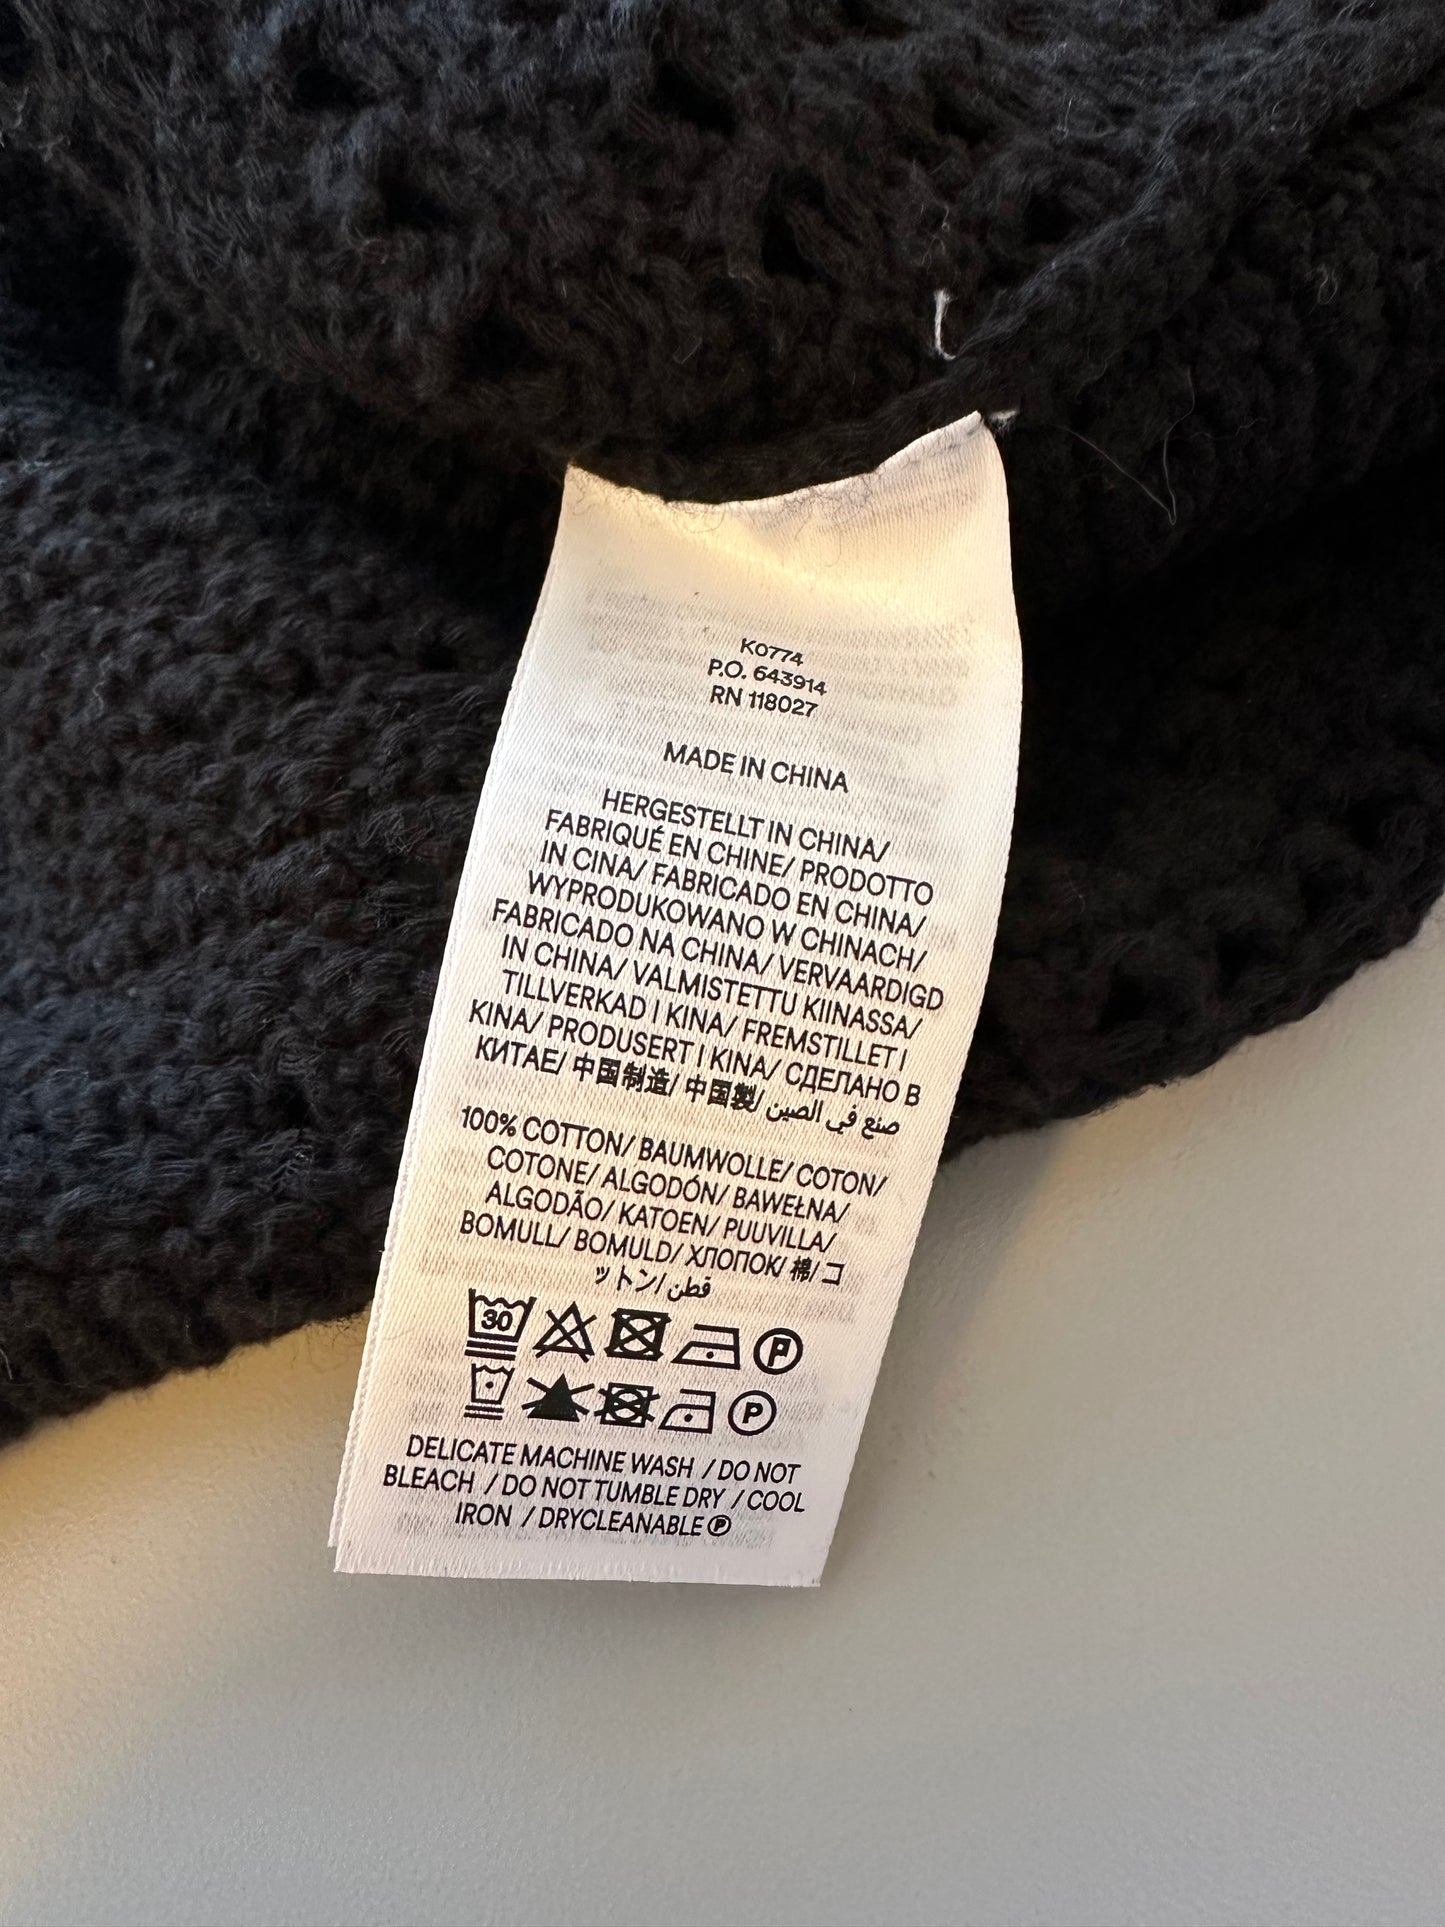 K0774
P.O. 643914
RN 118027
MADE IN CHINA
HERGESTELLT IN CHINA/
FABRIQUÉ EN CHINE/ PRODOTTO
IN CINA/ FABRICADO EN CHINA/
WYPRODUKOWANO W CHINACH/
FABRICADO NA CHINA/ VERVAARDIGD
IN CHINA/ VALMISTETTU KIINASSA/
TILLVERKAD I KINA/ FREMSTILLET I
KINA/ PRODUSERT I KINA/ СДЕЛАНО В
КИТАЕ/ 中国制造/ 中国製/ صنع في الصين
100% COTTON/ BAUMWOLLE/ COTON/
COTONE/ ALGODÓN/ BAWEŁNA/
ALGODÃO/ KATOEN/ PUUVILLA/
BOMULL/ BOMULD/ ХЛОПОК/ 棉/ コ
ットン/ قطن
30 P
P
DELICATE MACHINE WASH / DO NOT
BLEACH / DO NOT TUMBLE DRY / COOL
IRON / DRYCLEANABLE Ⓟ